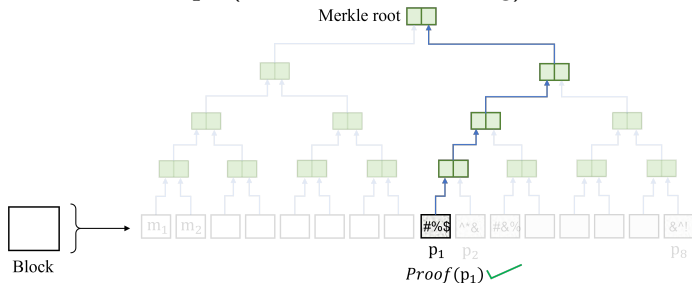 Merkle root
m₁ m₂ #%$ ^*& #&% &^!
p₁ p₂ p₈
Block
Proof(p₁)